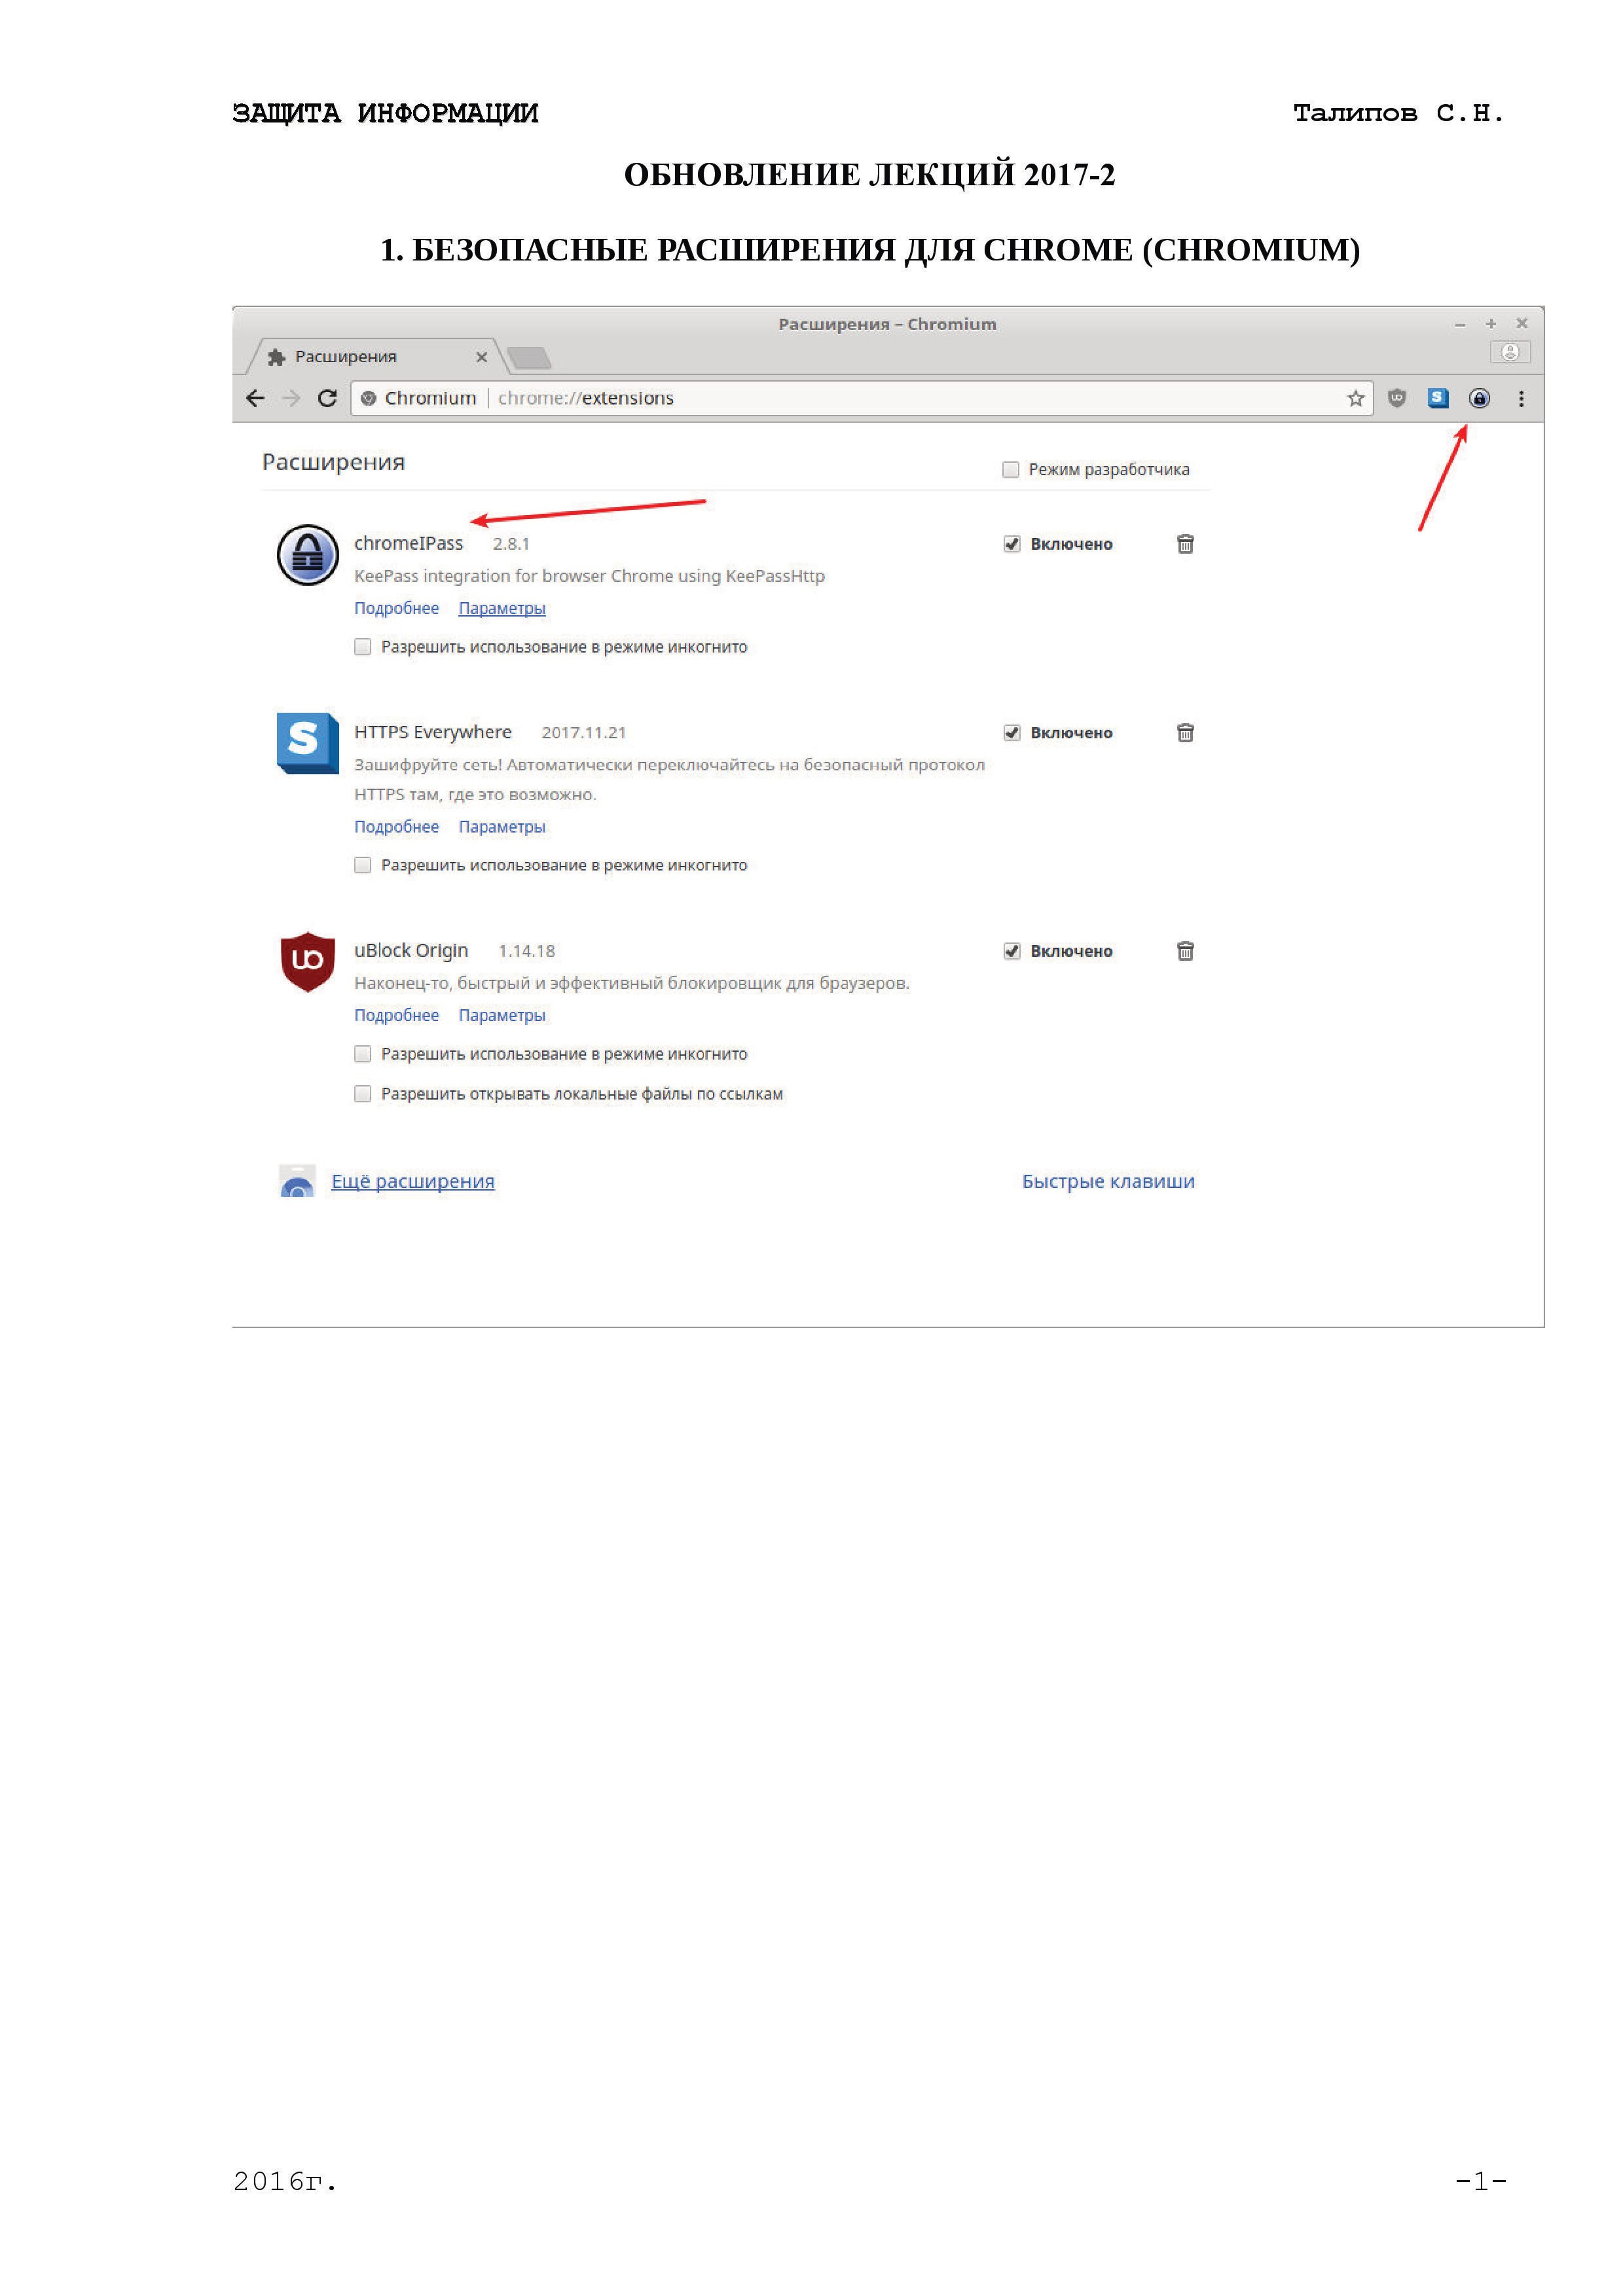 ЗАЩИТА ИНФОРМАЦИИ Талипов С.Н.
ОБНОВЛЕНИЕ ЛЕКЦИЙ 2017-2
1. БЕЗОПАСНЫЕ РАСШИРЕНИЯ ДЛЯ CHROME (CHROMIUM)
Расширения – Chromium
Расширения
Chromium | chrome://extensions
Расширения Режим разработчика
chromeIPass 2.8.1 Включено
KeePass integration for browser Chrome using KeePassHttp
Подробнее Параметры
Разрешить использование в режиме инкогнито
S HTTPS Everywhere 2017.11.21 Включено
Зашифруйте сеть! Автоматически переключайтесь на безопасный протокол
HTTPS там, где это возможно.
Подробнее Параметры
Разрешить использование в режиме инкогнито
uBlock Origin 1.14.18 Включено
Наконец-то, быстрый и эффективный блокировщик для браузеров.
Подробнее Параметры
Разрешить использование в режиме инкогнито
Разрешить открывать локальные файлы по ссылкам
Ещё расширения Быстрые клавиши
2016г. -1-